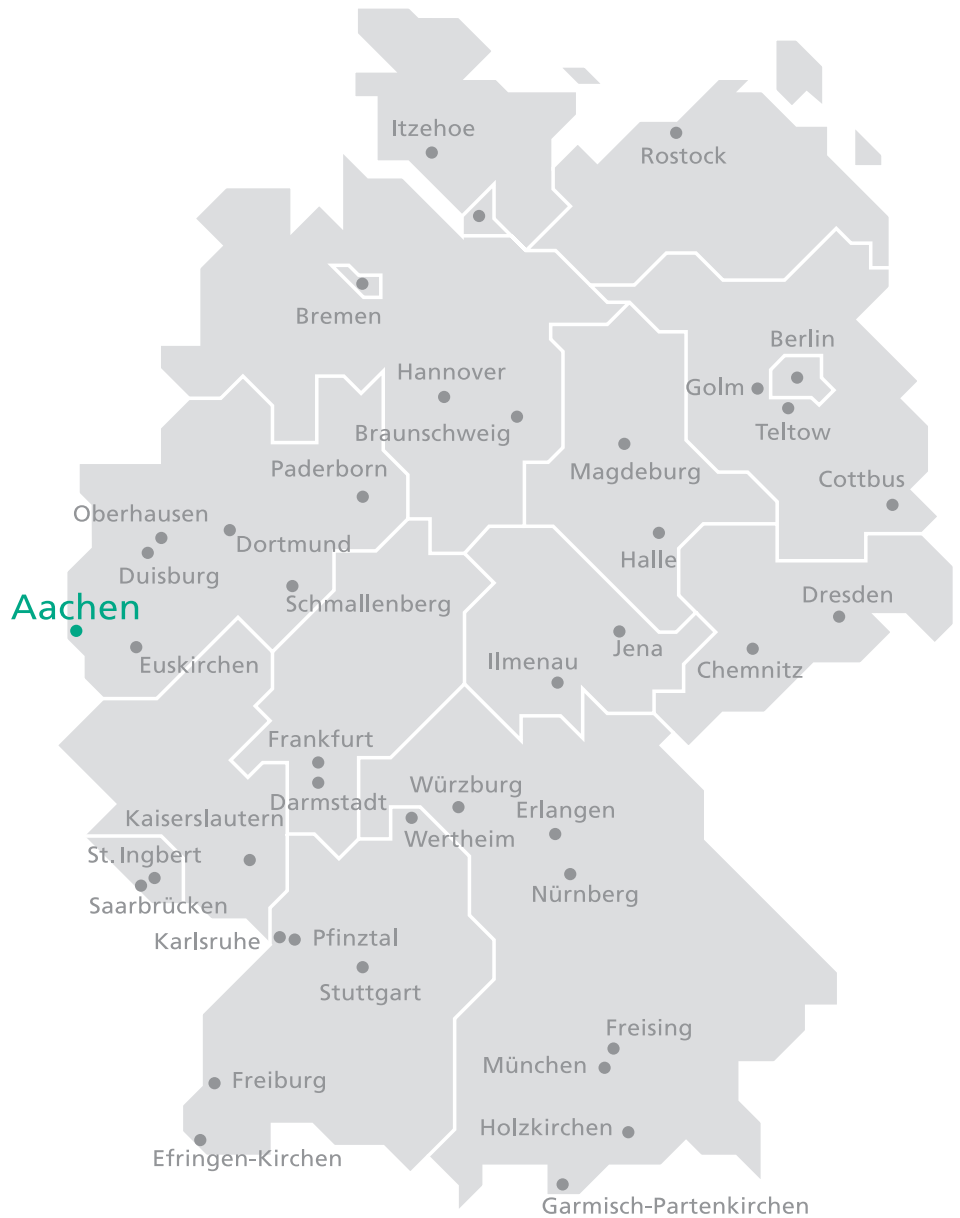 Itzehoe
Rostock
Bremen
Berlin
Hannover
Golm
Braunschweig
Teltow
Paderborn
Magdeburg
Cottbus
Oberhausen
Dortmund
Duisburg
Halle
Schmallenberg
Dresden
Aachen
Euskirchen
Jena
Ilmenau
Chemnitz
Frankfurt
Würzburg
Darmstadt
Erlangen
Kaiserslautern
Wertheim
St. Ingbert
Nürnberg
Saarbrücken
Karlsruhe
Pfinztal
Stuttgart
Freising
München
Freiburg
Holzkirchen
Efringen-Kirchen
Garmisch-Partenkirchen